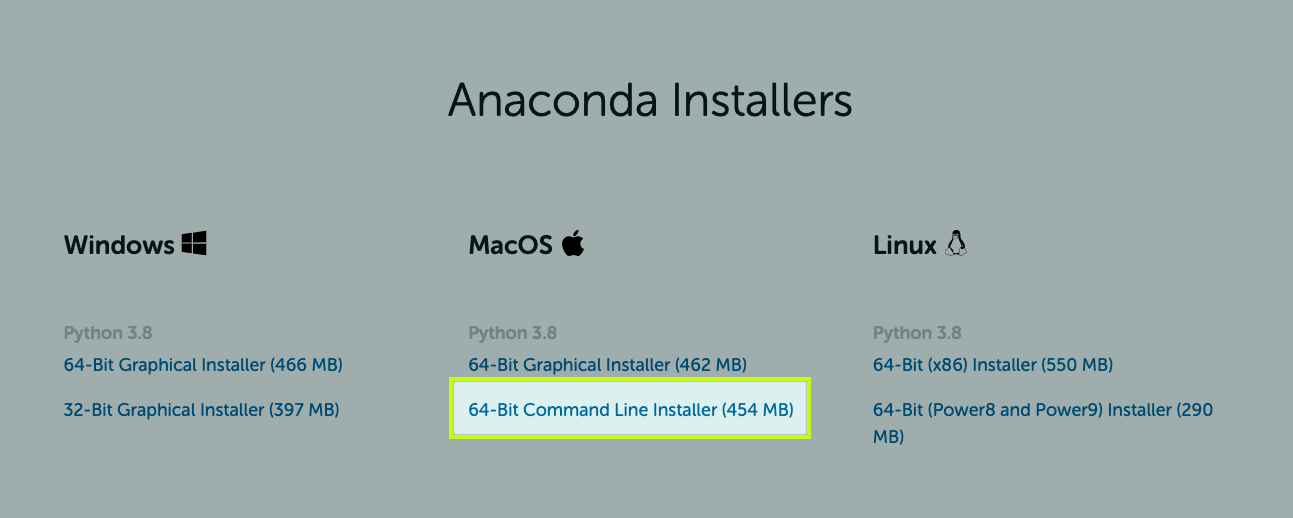 Anaconda Installers
Windows
Python 3.8
64-Bit Graphical Installer (466 MB)
32-Bit Graphical Installer (397 MB)
MacOS
Python 3.8
64-Bit Graphical Installer (462 MB)
64-Bit Command Line Installer (454 MB)
Linux
Python 3.8
64-Bit (x86) Installer (550 MB)
64-Bit (Power8 and Power9) Installer (290
MB)